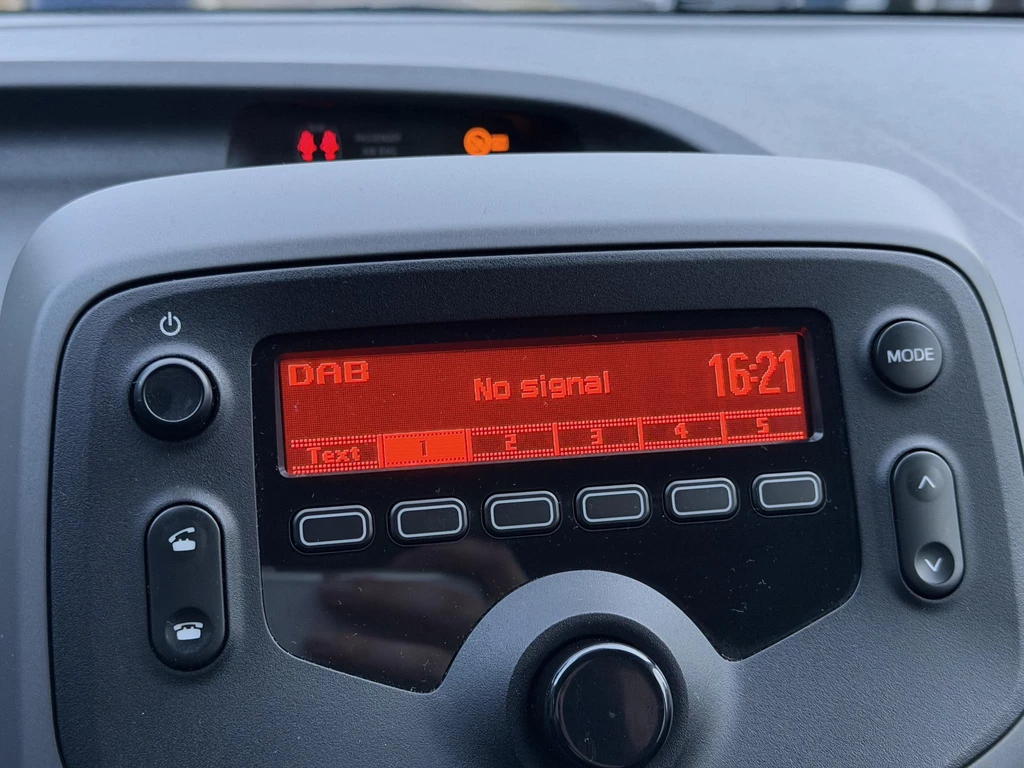 DAB
No signal
16:21
Text 1 2 3 4 5
MODE